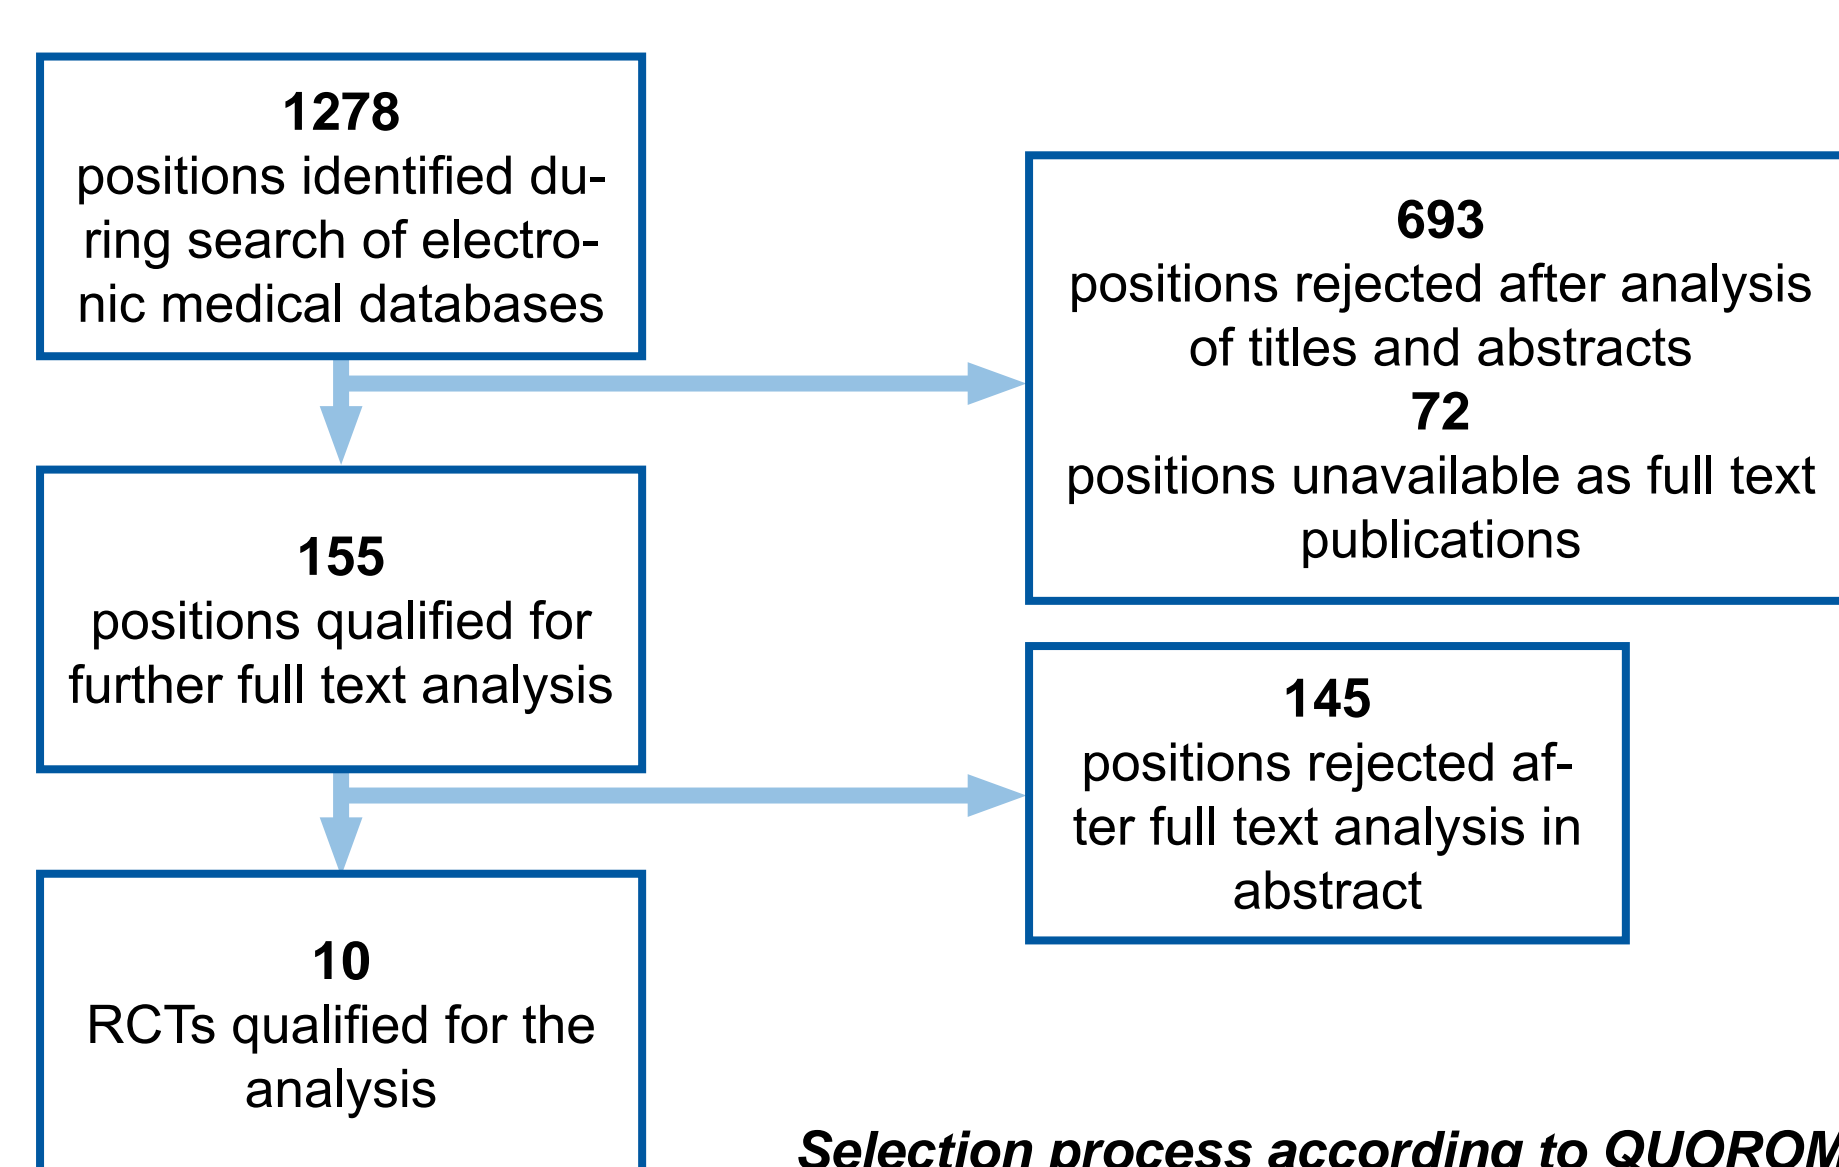 1278
positions identified du-
ring search of electro-
nic medical databases
693
positions rejected after analysis
of titles and abstracts
72
positions unavailable as full text
publications
155
positions qualified for
further full text analysis
145
positions rejected af-
ter full text analysis in
abstract
10
RCTs qualified for the
analysis
Selection process according to QUOROM